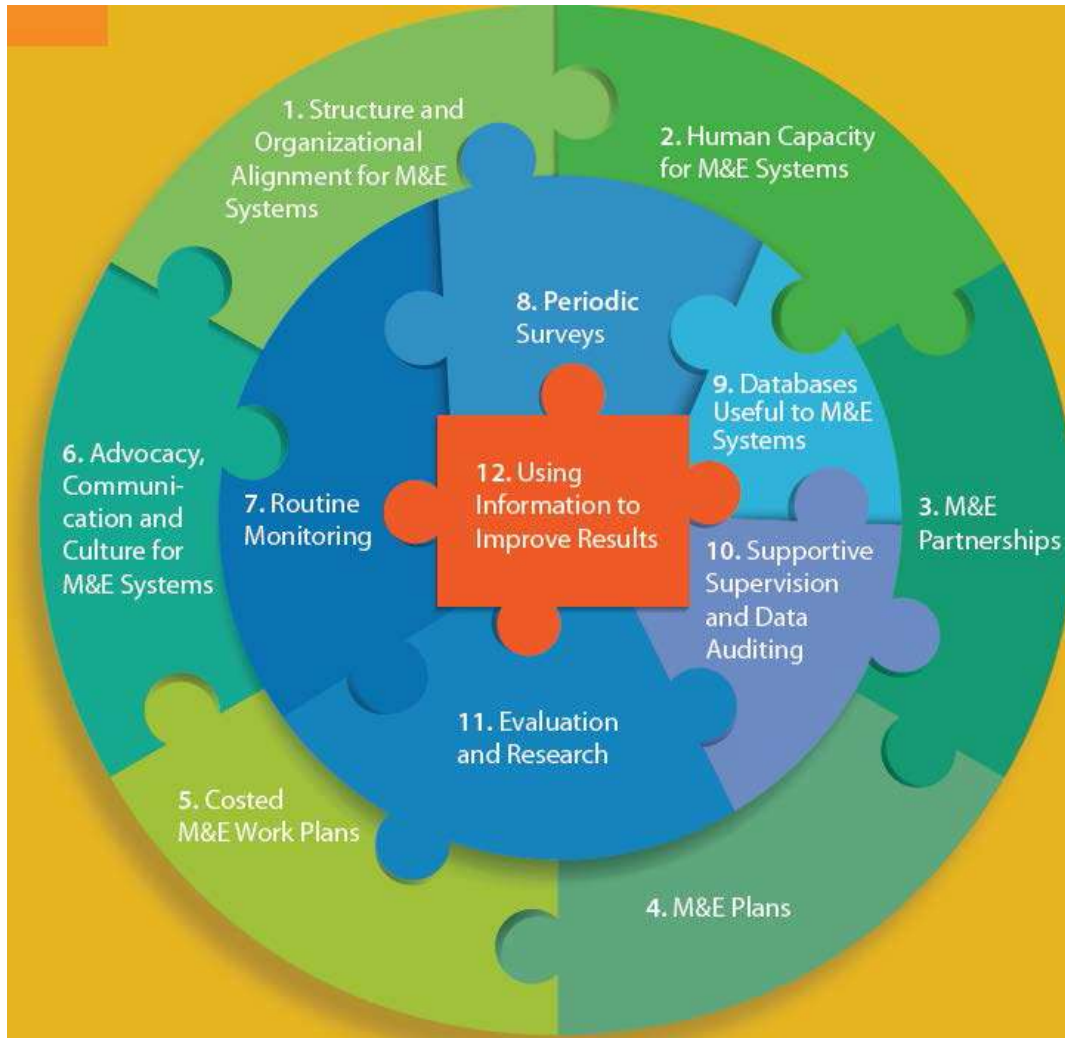 1. Structure and
Organizational
Alignment for M&E
Systems
2. Human Capacity
for M&E Systems
3. M&E
Partnerships
4. M&E Plans
5. Costed
M&E Work Plans
6. Advocacy,
Communi-
cation and
Culture for
M&E Systems
7. Routine
Monitoring
8. Periodic
Surveys
9. Databases
Useful to M&E
Systems
10. Supportive
Supervision
and Data
Auditing
11. Evaluation
and Research
12. Using
Information to
Improve Results